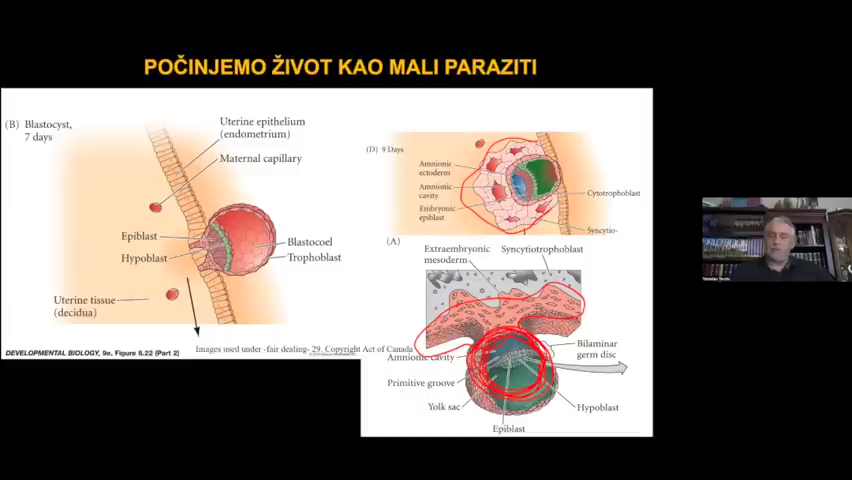 POČINJEMO ŽIVOT KAO MALI PARAZITI
(B) Blastocyst,
7 days
Uterine epithelium
(endometrium)
Maternal capillary
Epiblast
Hypoblast
Blastocoel
Trophoblast
Uterine tissue
(decidua)
Images used under -fair dealing- 29. Copyright Act of Canada
DEVELOPMENTAL BIOLOGY, 9e, Figure 8.22 (Part 2)
(D) 9 Days
Amnionic
ectoderm
Amnionic
cavity
Embryonic
epiblast
Cytotrophoblast
Syncytio-
(A)
Extraembryonic
mesoderm
Syncytiotrophoblast
Amnionic cavity
Bilaminar
germ disc
Primitive groove
Yolk sac
Hypoblast
Epiblast